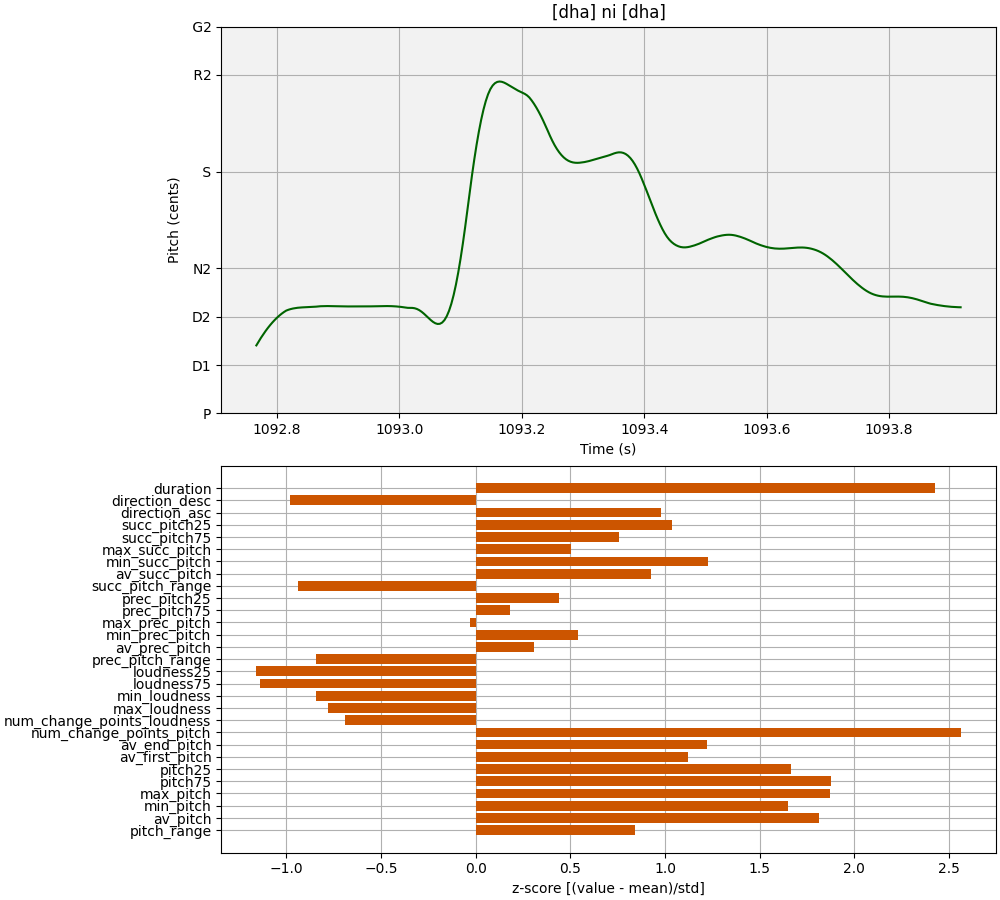 [dha] ni [dha]
G2
R2
S
N2
D2
D1
P
Pitch (cents)
1092.8 1093.0 1093.2 1093.4 1093.6 1093.8
Time (s)
duration
direction_desc
direction_asc
succ_pitch25
succ_pitch75
max_succ_pitch
min_succ_pitch
av_succ_pitch
succ_pitch_range
prec_pitch25
prec_pitch75
max_prec_pitch
min_prec_pitch
av_prec_pitch
prec_pitch_range
loudness25
loudness75
min_loudness
max_loudness
num_change_points_loudness
num_change_points_pitch
av_end_pitch
av_first_pitch
pitch25
pitch75
max_pitch
min_pitch
av_pitch
pitch_range
−1.0 −0.5 0.0 0.5 1.0 1.5 2.0 2.5
z-score [(value - mean)/std]